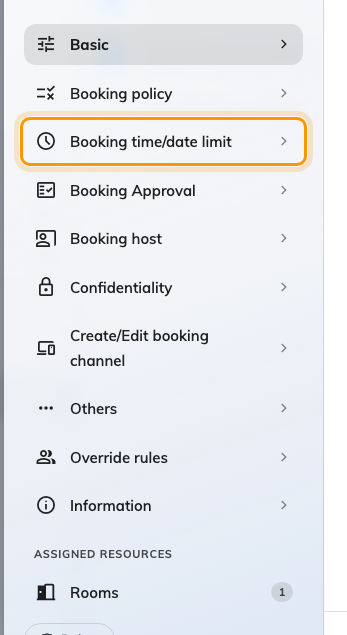 Basic
Booking policy
Booking time/date limit
Booking Approval
Booking host
Confidentiality
Create/Edit booking
channel
Others
Override rules
Information
ASSIGNED RESOURCES
Rooms 1